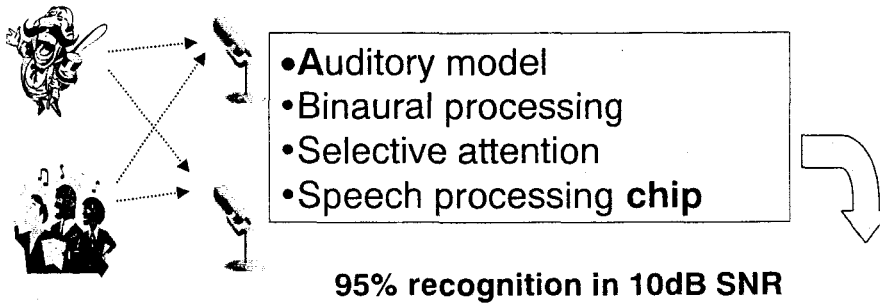 •Auditory model
•Binaural processing
•Selective attention
•Speech processing chip
95% recognition in 10dB SNR